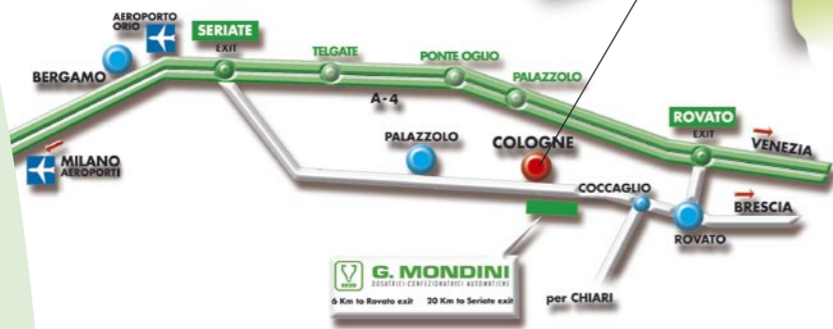 AEROPORTO
ORIO
SERIATE
EXIT
BERGAMO
TELGATE
PONTE OGLIO
PALAZZOLO
A-4
MILANO
AEROPORTI
PALAZZOLO
COLOGNE
ROVATO
EXIT
VENEZIA
COCCAGLIO
BRESCIA
ROVATO
G. MONDINI
DOSATRICI-CONFEZIONATRICI AUTOMATICHE
6 Km to Rovato exit 20 Km to Seriate exit
per CHIARI